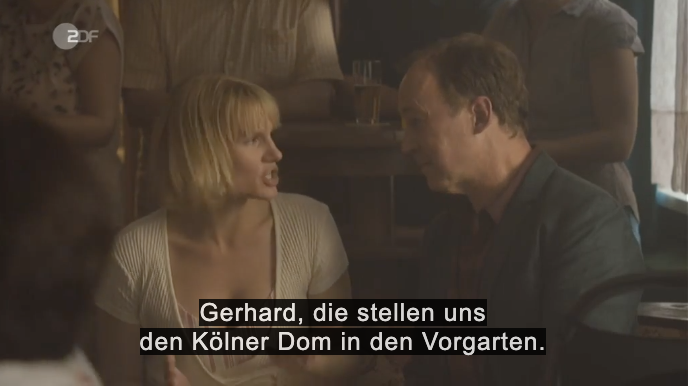 2DF
Gerhard, die stellen uns
den Kölner Dom in den Vorgarten.